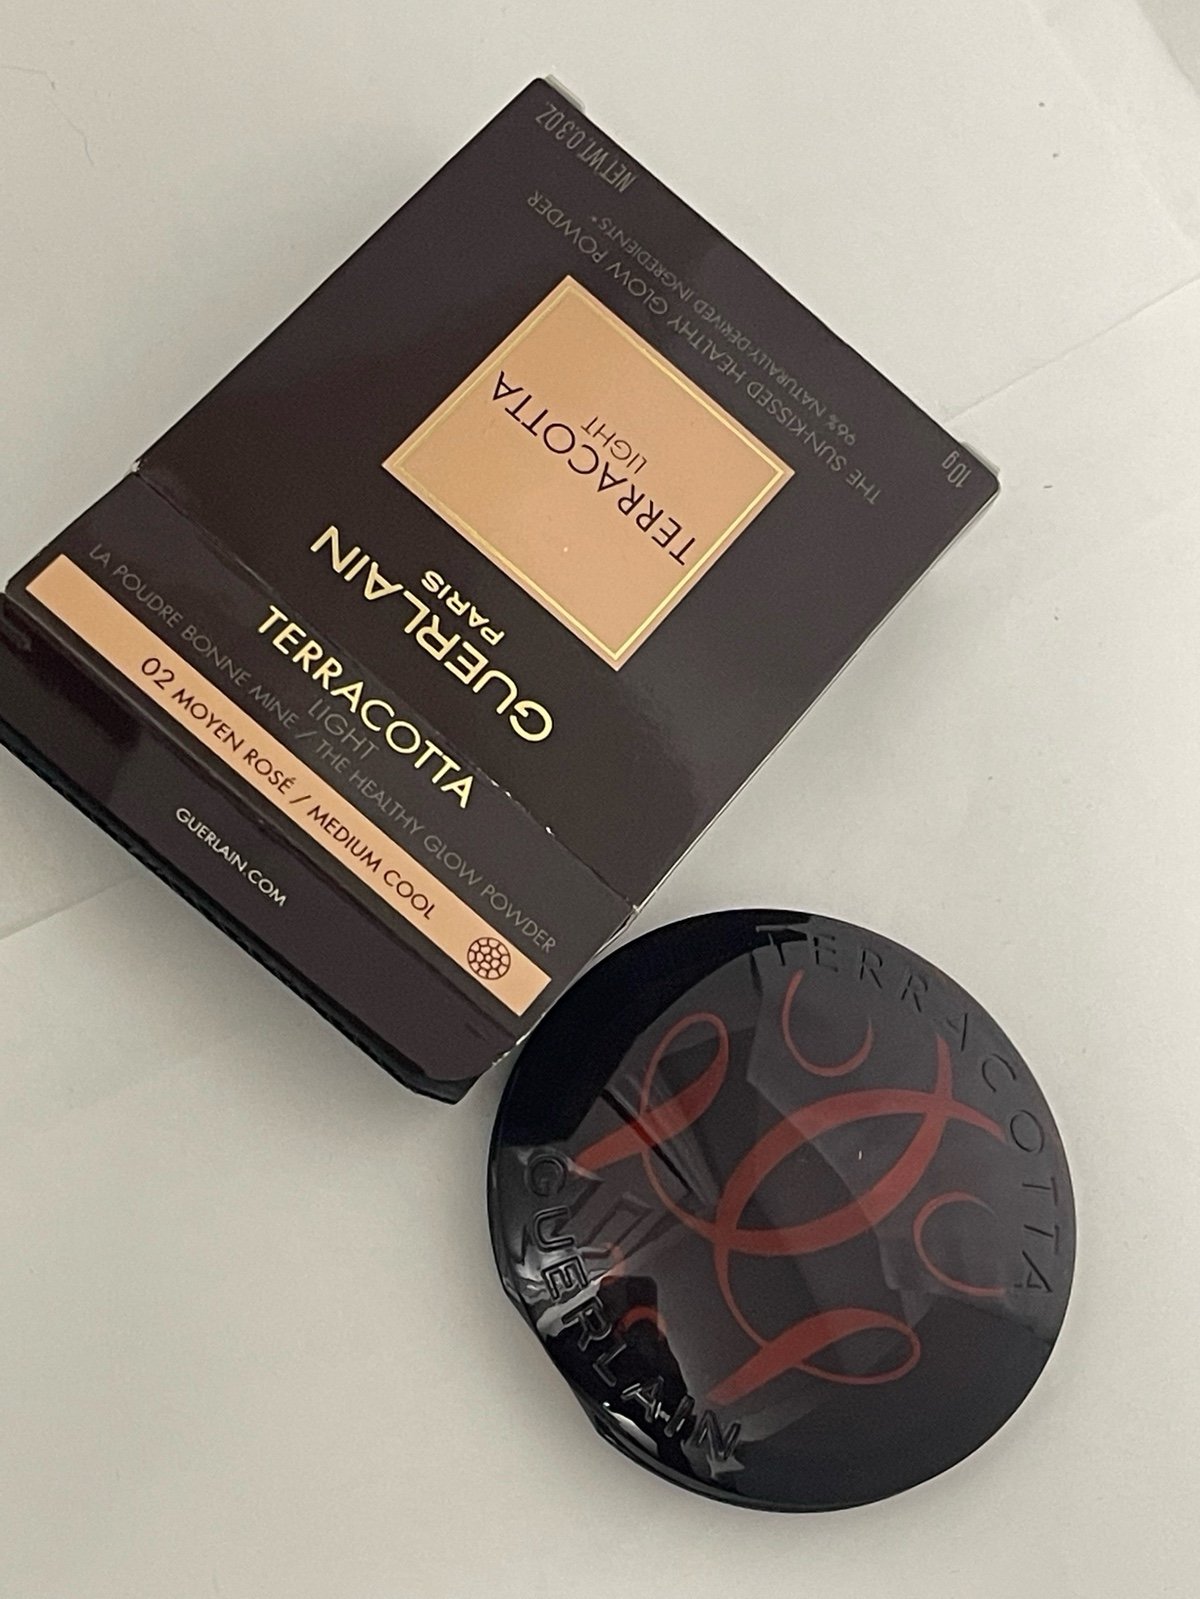 NET WT. 0.3 OZ.
10g
THE SUN-KISSED HEALTHY GLOW POWDER
96% NATURALLY-DERIVED INGREDIENTS*
TERRACOTTA
LIGHT
GUERLAIN
PARIS
TERRACOTTA
LIGHT
LA POUDRE BONNE MINE / THE HEALTHY GLOW POWDER
02 MOYEN ROSÉ / MEDIUM COOL
GUERLAIN.COM
TERRACOTTA
GUERLAIN